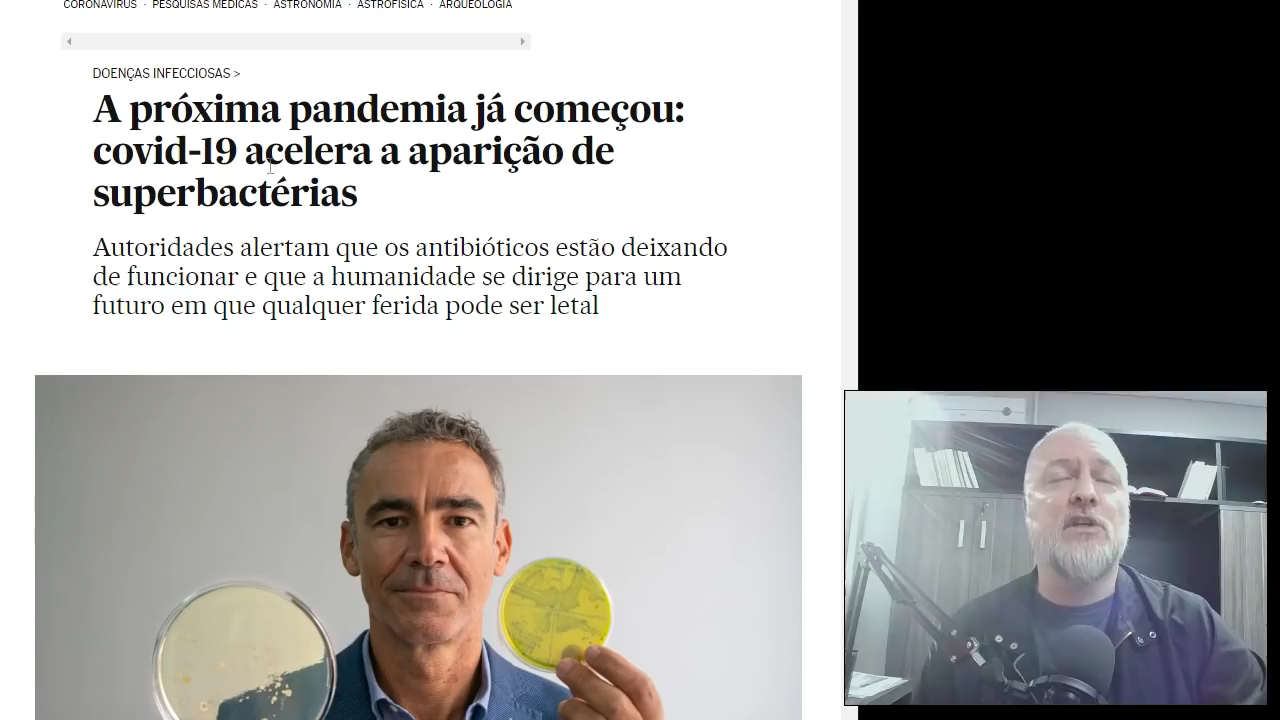 CORONAVÍRUS · PESQUISAS MÉDICAS · ASTRONOMIA · ASTROFÍSICA · ARQUEOLOGIA
DOENÇAS INFECCIOSAS >
A próxima pandemia já começou:
covid-19 acelera a aparição de
superbactérias
Autoridades alertam que os antibióticos estão deixando
de funcionar e que a humanidade se dirige para um
futuro em que qualquer ferida pode ser letal